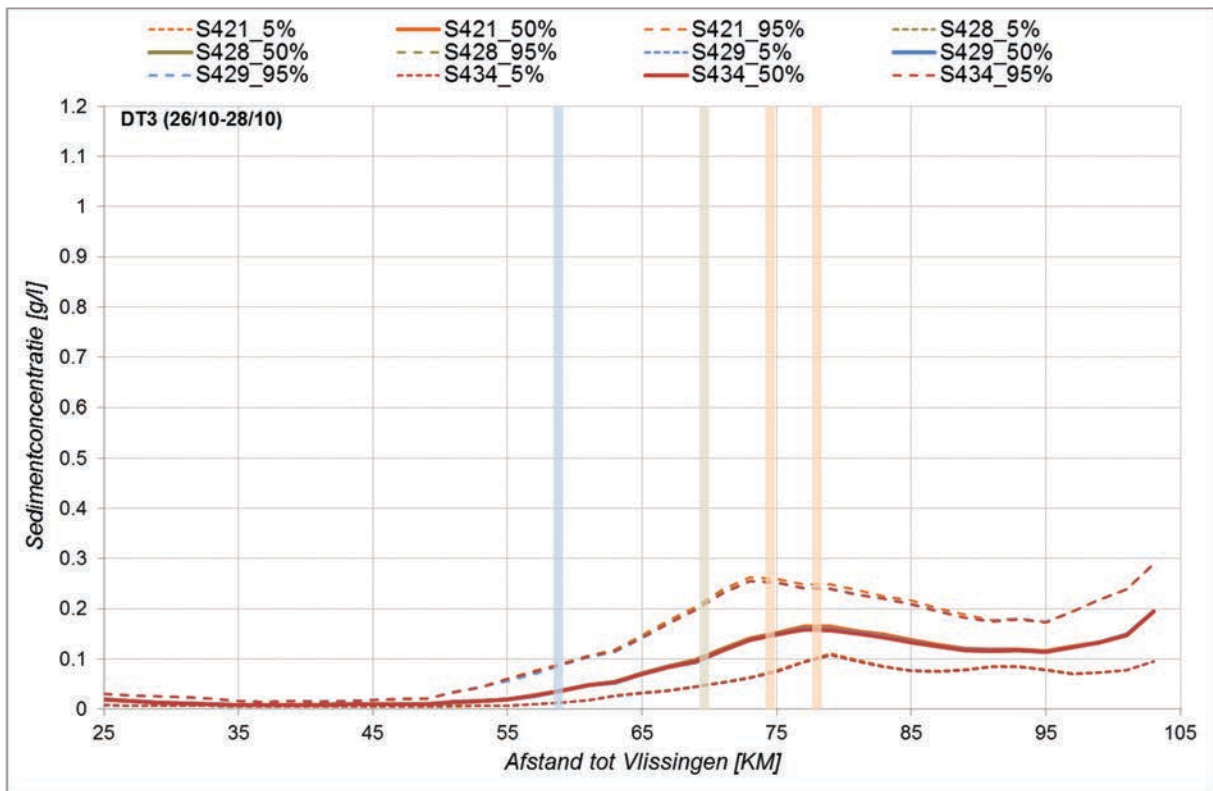 S421_5% S421_50% S421_95% S428_5%
S428_50% S428_95% S429_5% S429_50%
S429_95% S434_5% S434_50% S434_95%
DT3 (26/10-28/10)
1.2
1.1
1
0.9
0.8
0.7
0.6
0.5
0.4
0.3
0.2
0.1
0
Sedimentconcentratie [g/l]
25 35 45 55 65 75 85 95 105
Afstand tot Vlissingen [KM]